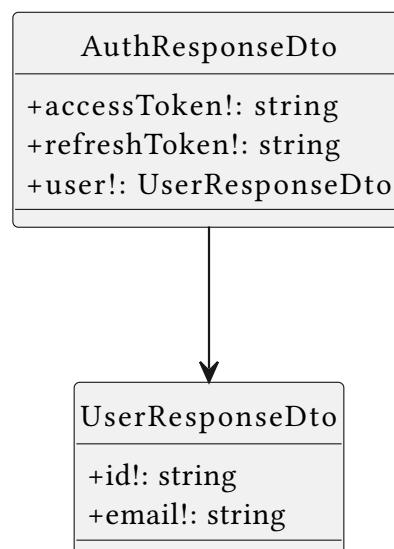 AuthResponseDto
+accessToken!: string
+refreshToken!: string
+user!: UserResponseDto
UserResponseDto
+id!: string
+email!: string